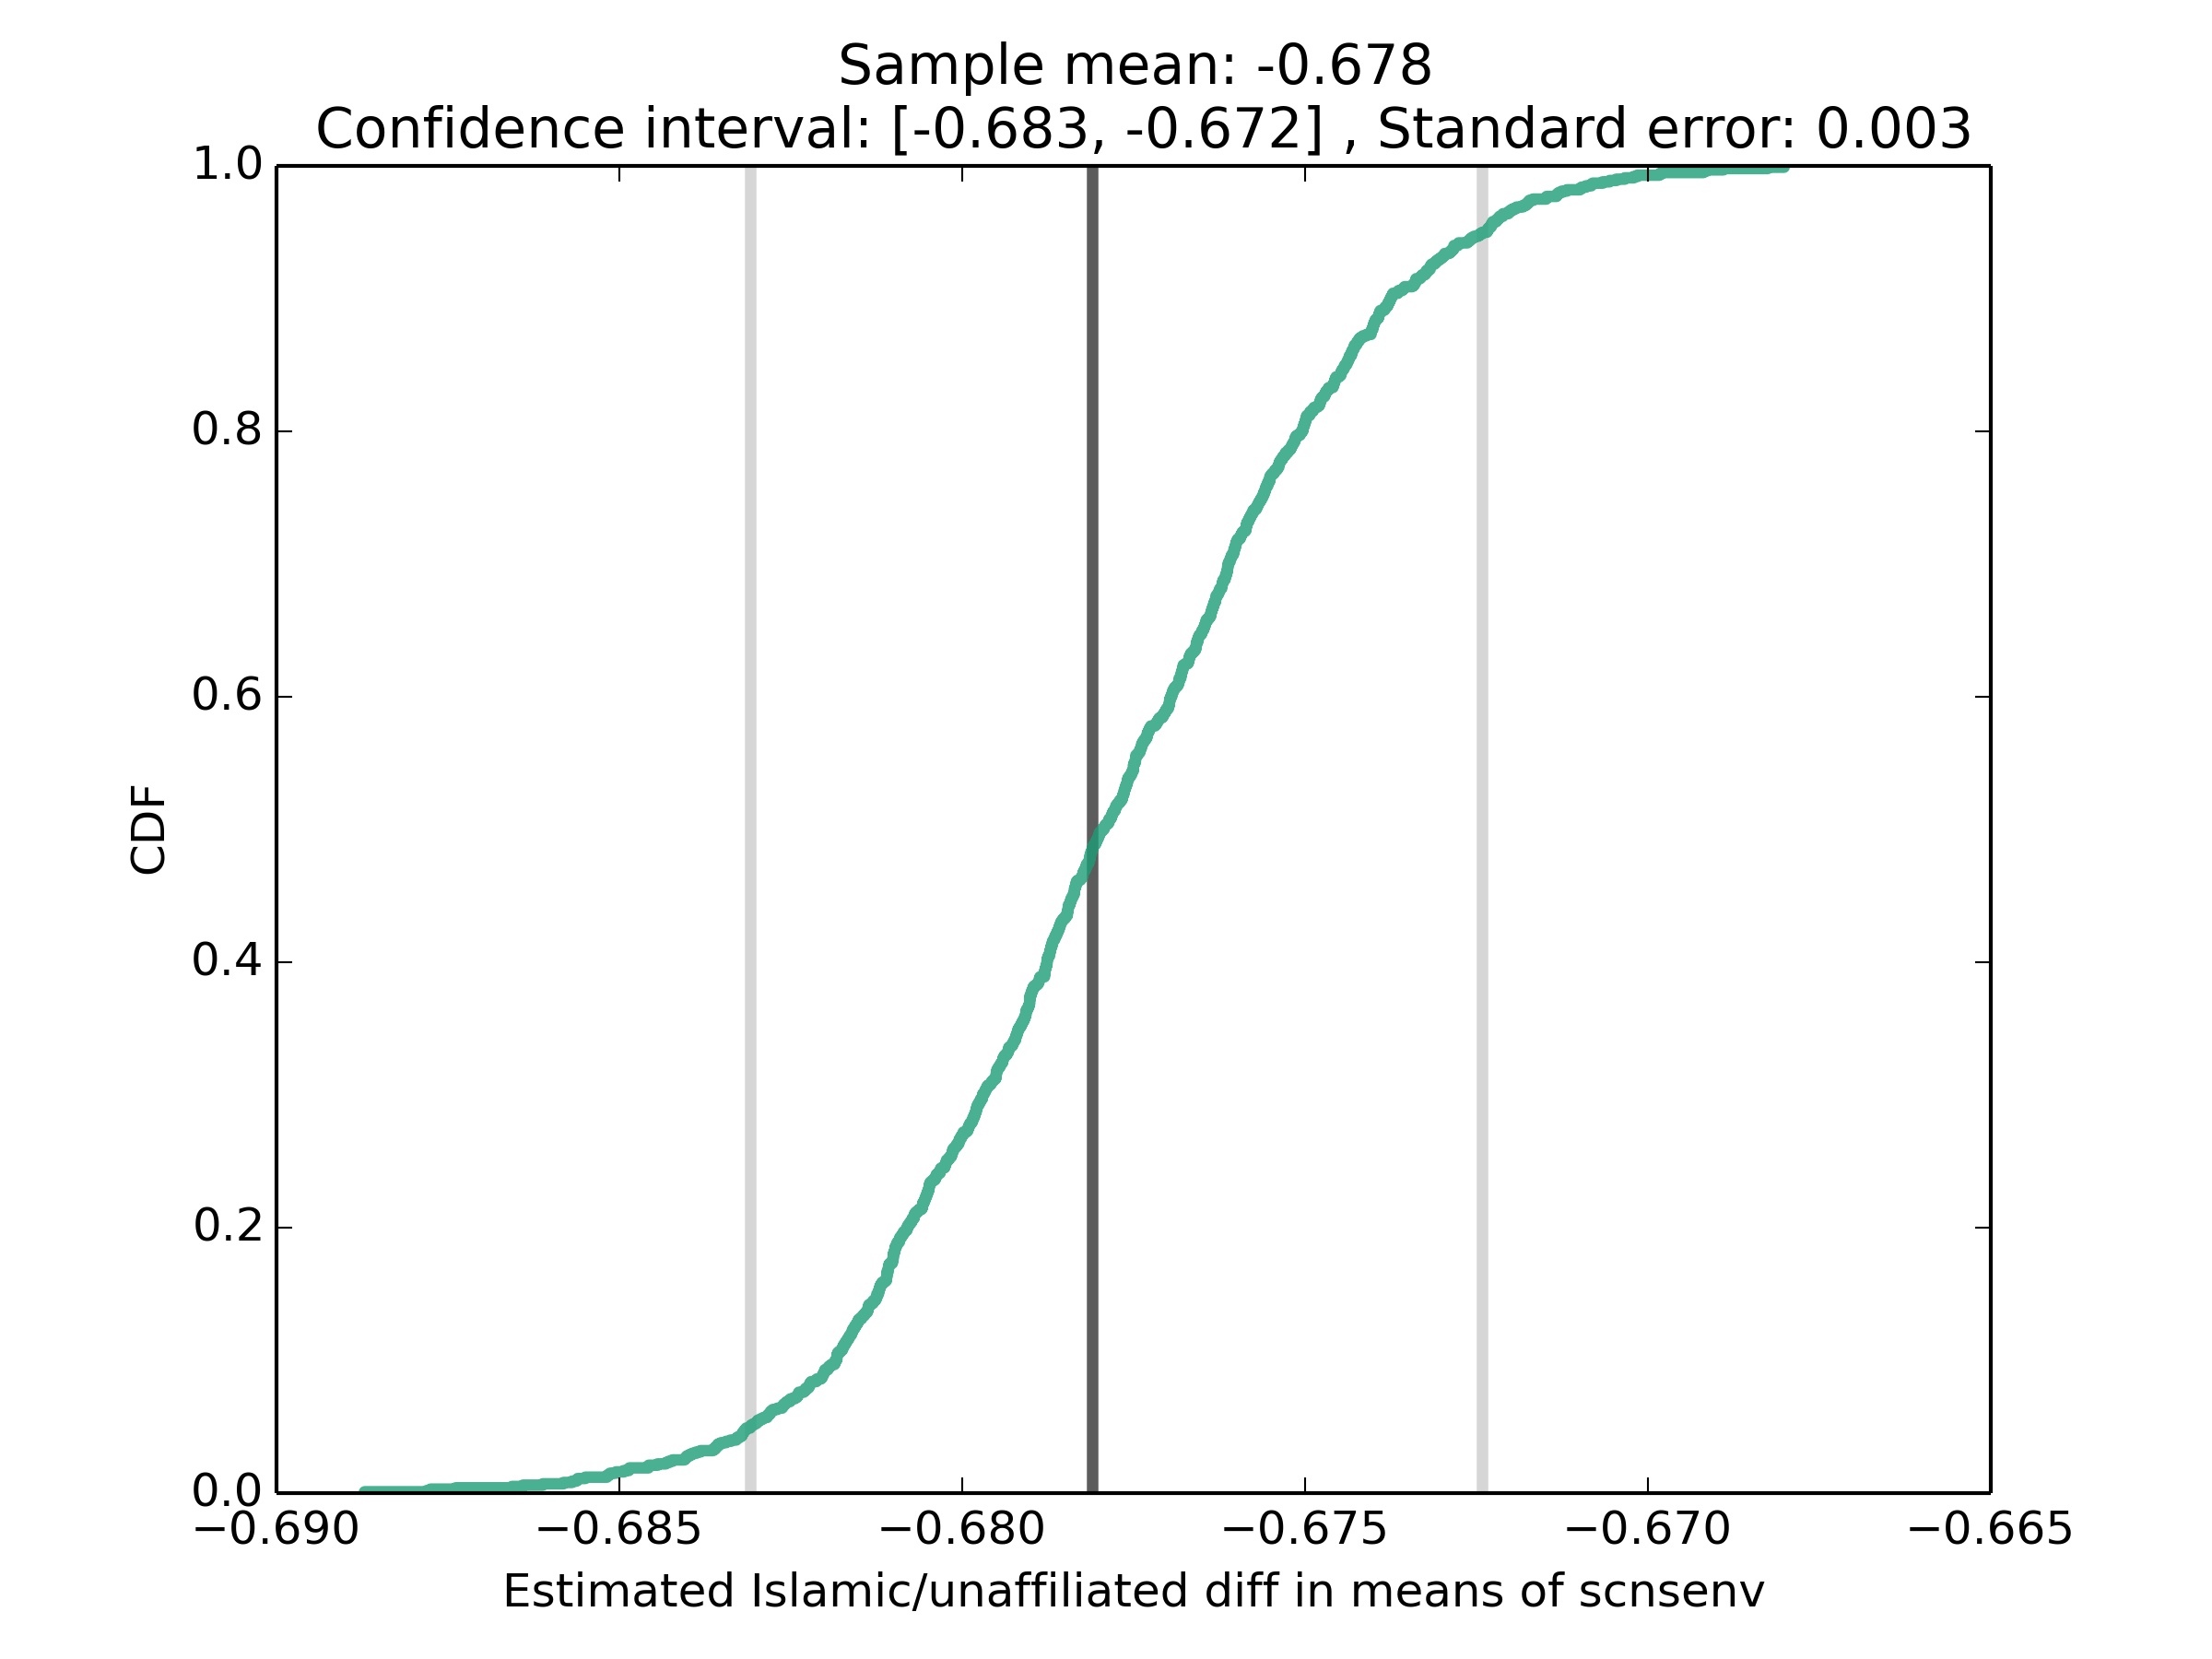 Sample mean: -0.678
Confidence interval: [-0.683, -0.672] , Standard error: 0.003
1.0
0.8
0.6
0.4
0.2
0.0
CDF
−0.690 −0.685 −0.680 −0.675 −0.670 −0.665
Estimated Islamic/unaffiliated diff in means of scnsenv